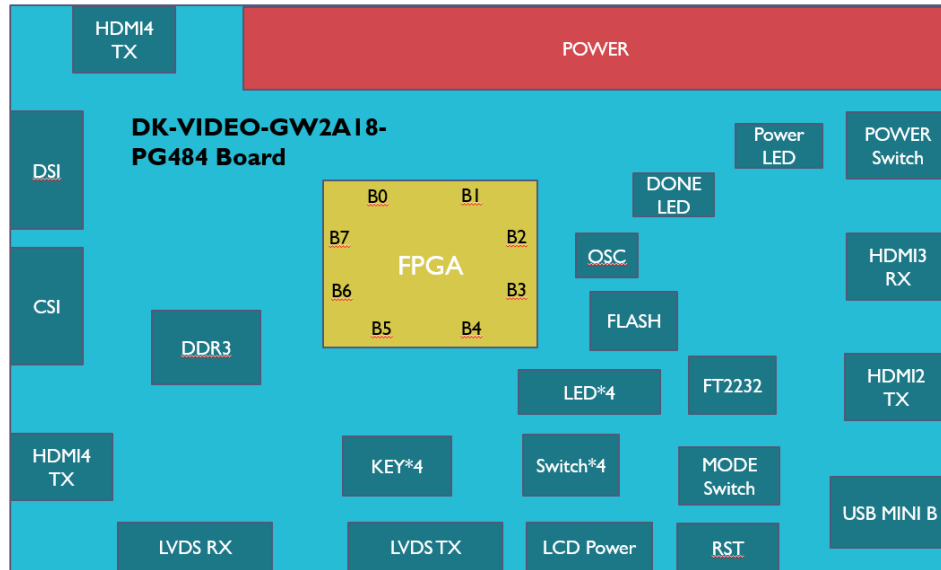 HDMI4
TX
POWER
DK-VIDEO-GW2A18-
PG484 Board
Power
LED
POWER
Switch
DSI
DONE
LED
B0
B1
B7
B2
FPGA
OSC
HDMI3
RX
CSI
B6
B3
B5
B4
FLASH
DDR3
LED*4
FT2232
HDMI2
TX
HDMI4
TX
KEY*4
Switch*4
MODE
Switch
USB MINI B
LVDS RX
LVDS TX
LCD Power
RST